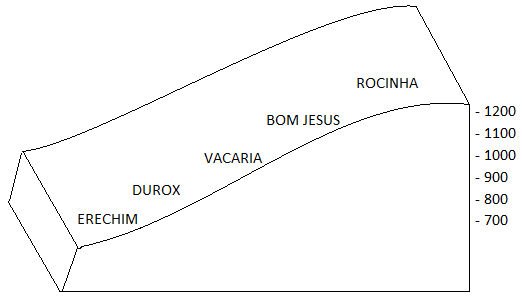 ROCINHA
BOM JESUS
VACARIA
DUROX
ERECHIM
- 1200
- 1100
- 1000
- 900
- 800
- 700